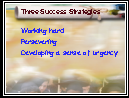 Three Success Strategies
Working hard
Persevering
Developing a sense of urgency